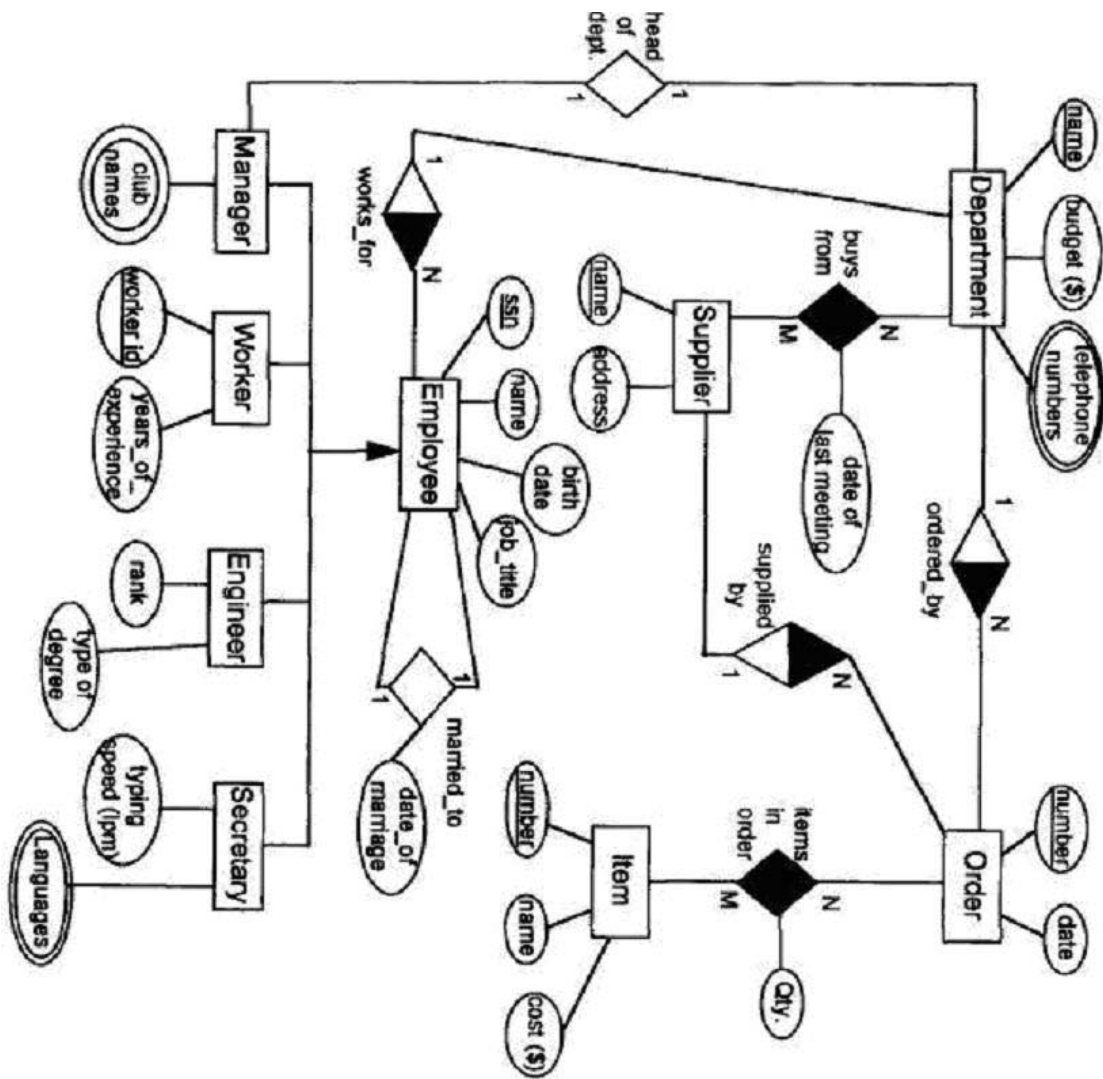 name
budget ($)
telephone
numbers
number
date
Department
Order
1
ordered_by
N
head
of
dept.
1
1
N
buys
from
M
date of
last meeting
supplied
by
N
1
N
items
in
order
M
Qty.
Supplier
name
address
Item
number
name
cost ($)
1
works_for
N
ssn
name
birth
date
job_title
Employee
married_to
1
1
date_of
marriage
Manager
Worker
Engineer
Secretary
club
names
worker id
years_of_
experience
rank
type of
degree
typing
speed (lpm)
Languages